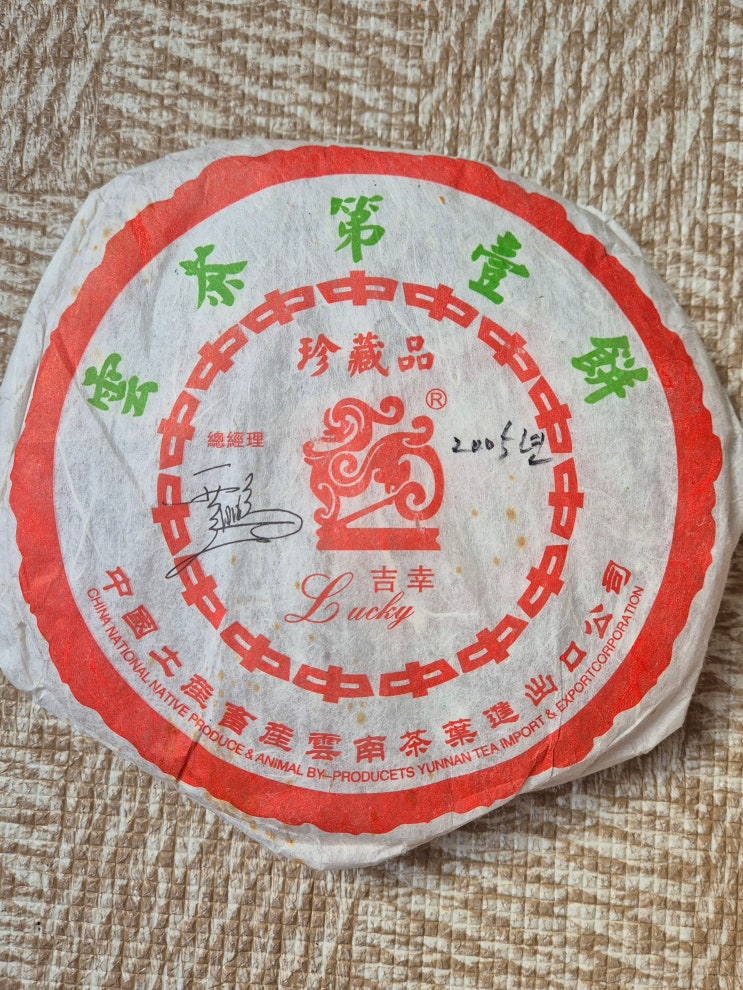 雲茶第壹餅
珍藏品
®
總經理
2005년
吉幸
Lucky
中國土產畜產雲南茶葉進出口公司
CHINA NATIONAL NATIVE PRODUCE & ANIMAL BY-PRODUCETS YUNNAN TEA IMPORT & EXPORTCORPORATION